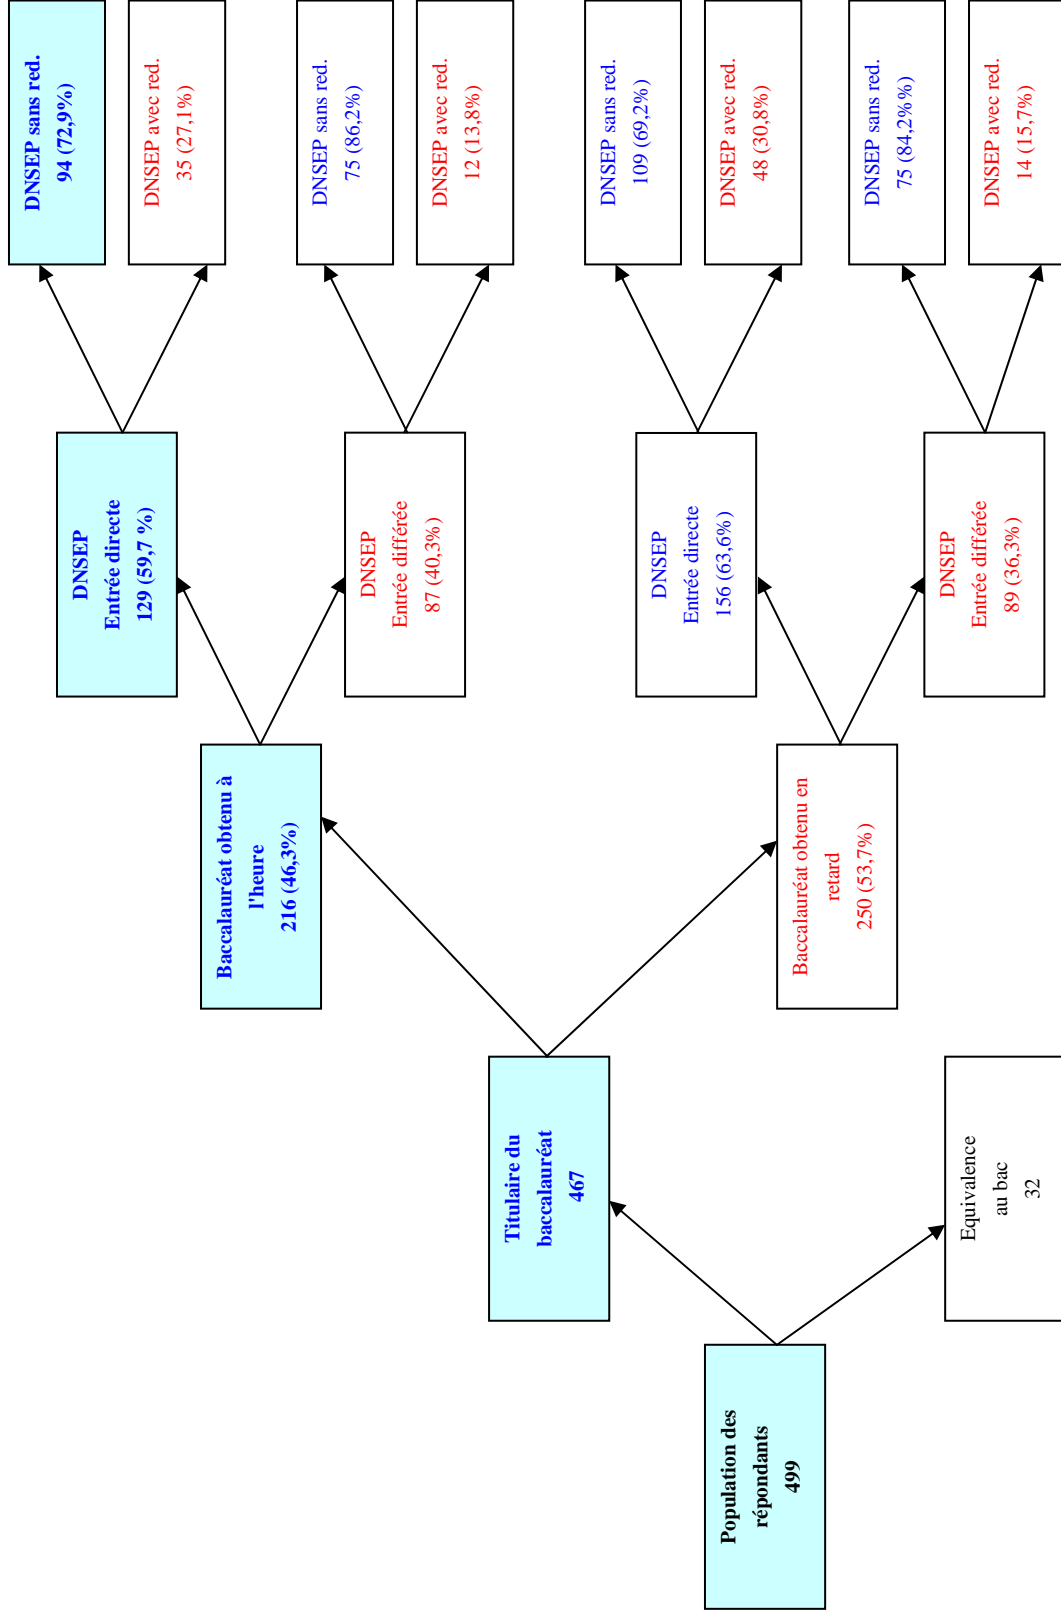 Population des
répondants
499
Titulaire du
baccalauréat
467
Equivalence
au bac
32
Baccalauréat obtenu à
l'heure
216 (46,3%)
Baccalauréat obtenu en
retard
250 (53,7%)
DNSEP
Entrée directe
129 (59,7 %)
DNSEP
Entrée différée
87 (40,3%)
DNSEP
Entrée directe
156 (63,6%)
DNSEP
Entrée différée
89 (36,3%)
DNSEP sans red.
94 (72,9%)
DNSEP avec red.
35 (27,1%)
DNSEP sans red.
75 (86,2%)
DNSEP avec red.
12 (13,8%)
DNSEP sans red.
109 (69,2%)
DNSEP avec red.
48 (30,8%)
DNSEP sans red.
75 (84,2%%)
DNSEP avec red.
14 (15,7%)